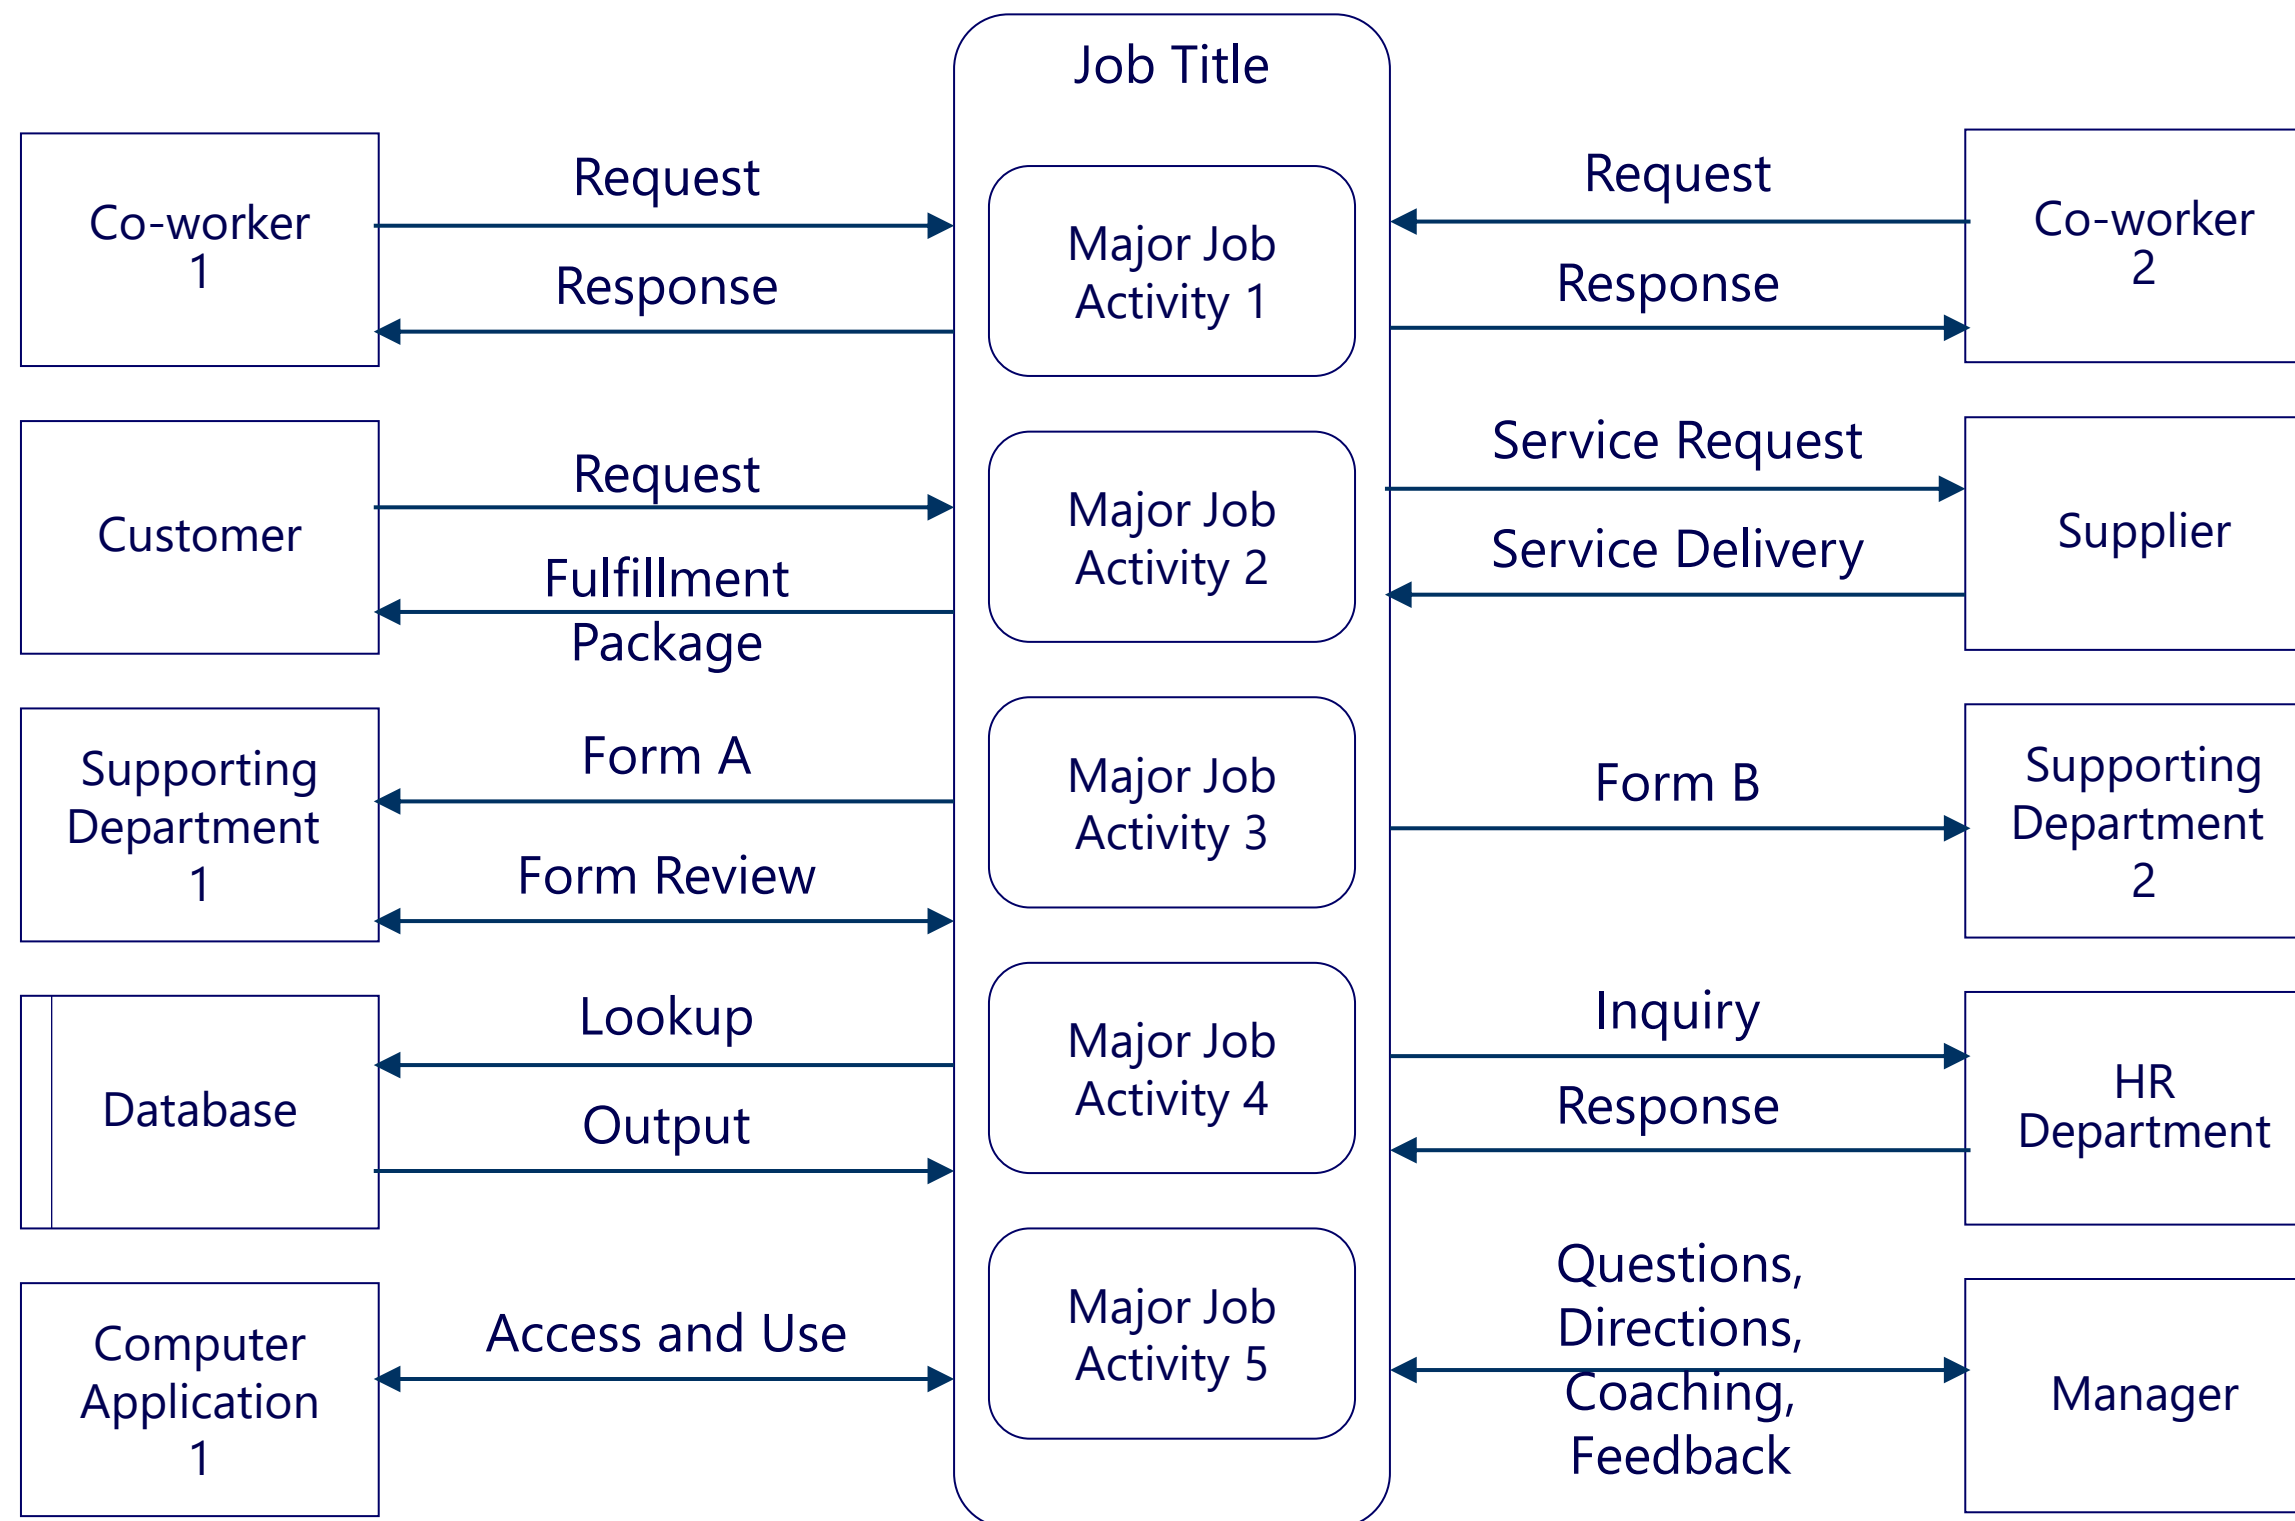 Job Title
Co-worker
1
Request
Response
Major Job
Activity 1
Request
Response
Co-worker
2
Customer
Request
Fulfillment
Package
Major Job
Activity 2
Service Request
Service Delivery
Supplier
Supporting
Department
1
Form A
Form Review
Major Job
Activity 3
Form B
Supporting
Department
2
Database
Lookup
Output
Major Job
Activity 4
Inquiry
Response
HR
Department
Computer
Application
1
Access and Use
Major Job
Activity 5
Questions,
Directions,
Coaching,
Feedback
Manager